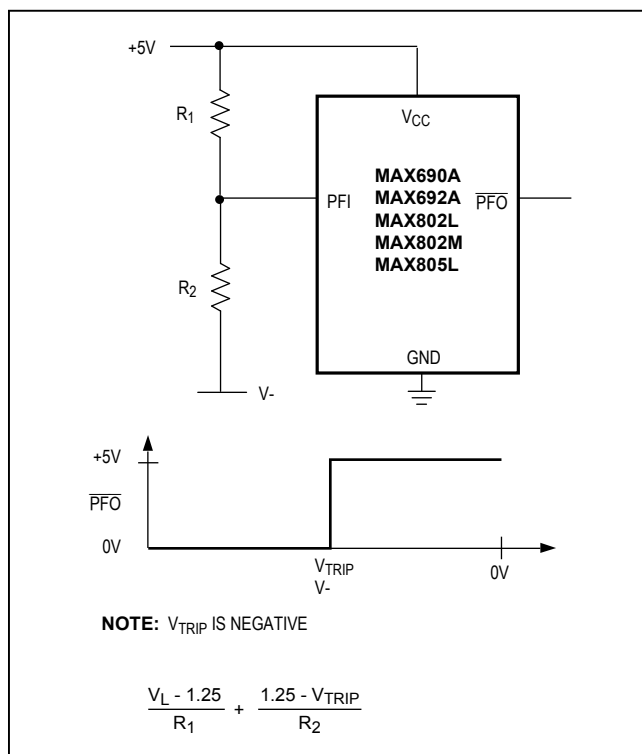 +5V
R1
VCC
MAX690A
MAX692A
MAX802L
MAX802M
MAX805L
PFI
PFO
R2
GND
V-
+5V
PFO
0V
VTRIP
V-
0V
NOTE: VTRIP IS NEGATIVE
VL - 1.25
R1
+
1.25 - VTRIP
R2